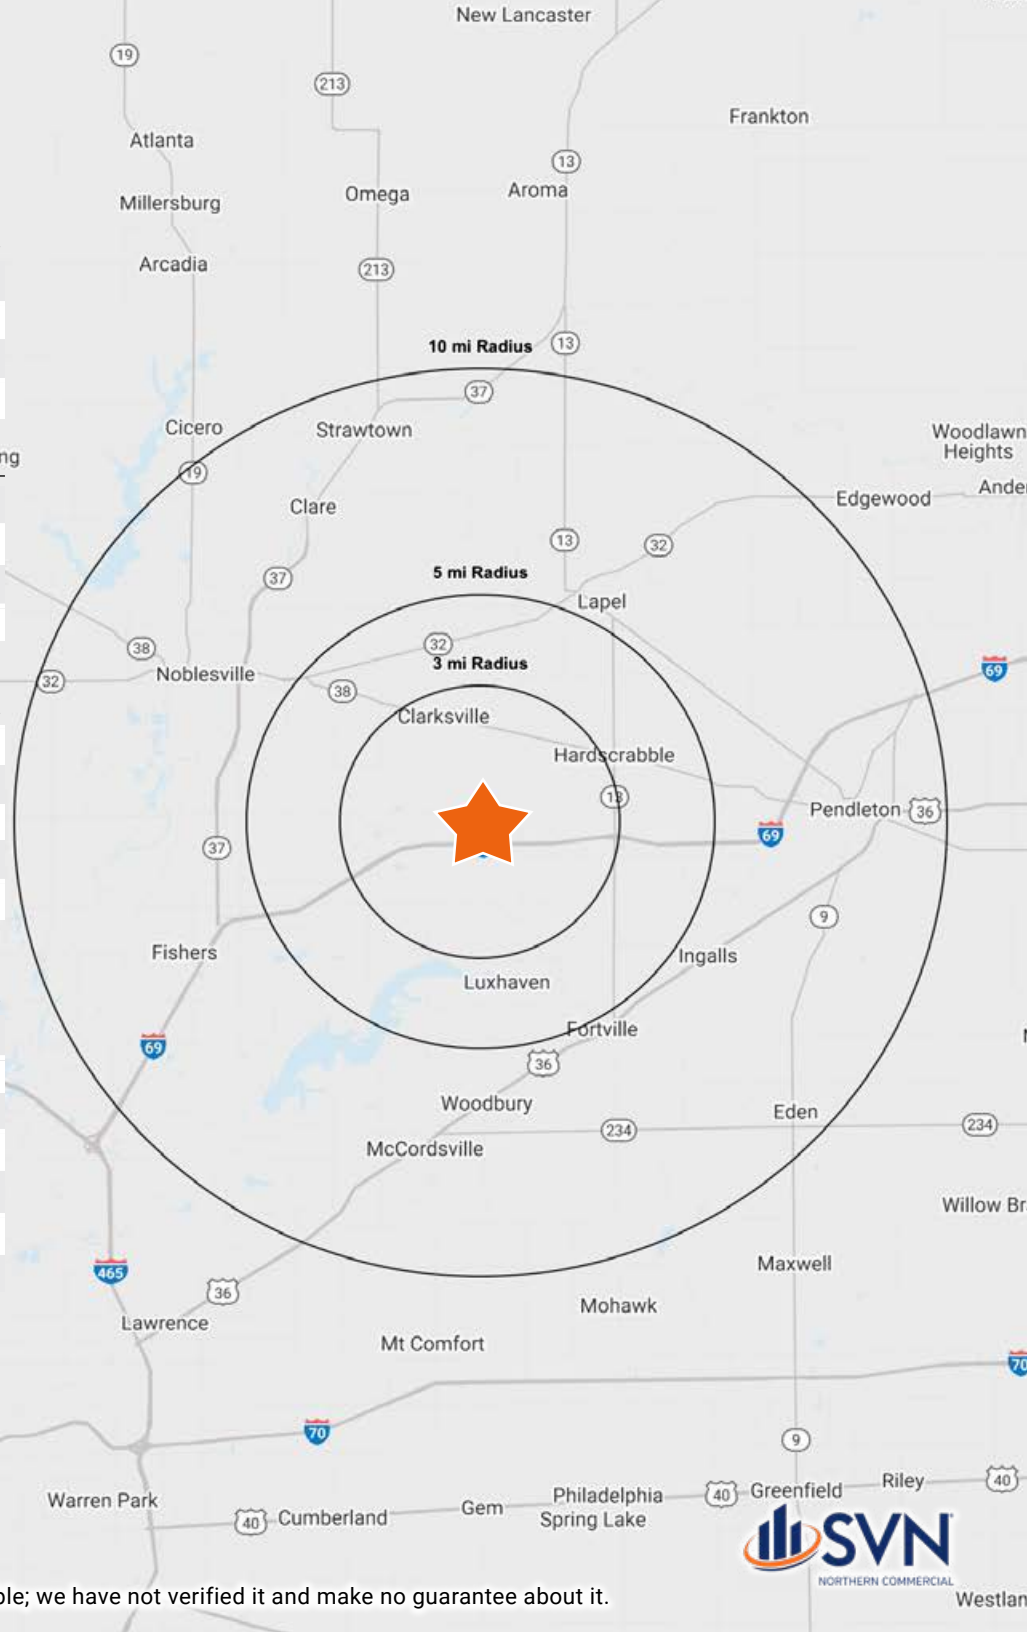 New Lancaster
19
213
Frankton
Atlanta
13
Omega
Aroma
Millersburg
Arcadia
213
10 mi Radius
13
37
Cicero
Strawtown
Woodlawn
Heights
ng
19
Edgewood
Clare
13
32
5 mi Radius
37
Lapel
38
32
3 mi Radius
69
Noblesville
32
38
Clarksville
Hardscrabble
13
Pendleton
36
69
37
9
Fishers
Ingalls
Luxhaven
Fortville
69
36
Woodbury
Eden
234
234
McCordsville
Maxwell
465
36
Mohawk
Lawrence
Mt Comfort
70
70
9
Warren Park
Cumberland
40
Gem
Philadelphia
Spring Lake
40
Greenfield
Riley
40
SVN
NORTHERN COMMERCIAL
ple; we have not verified it and make no guarantee about it.